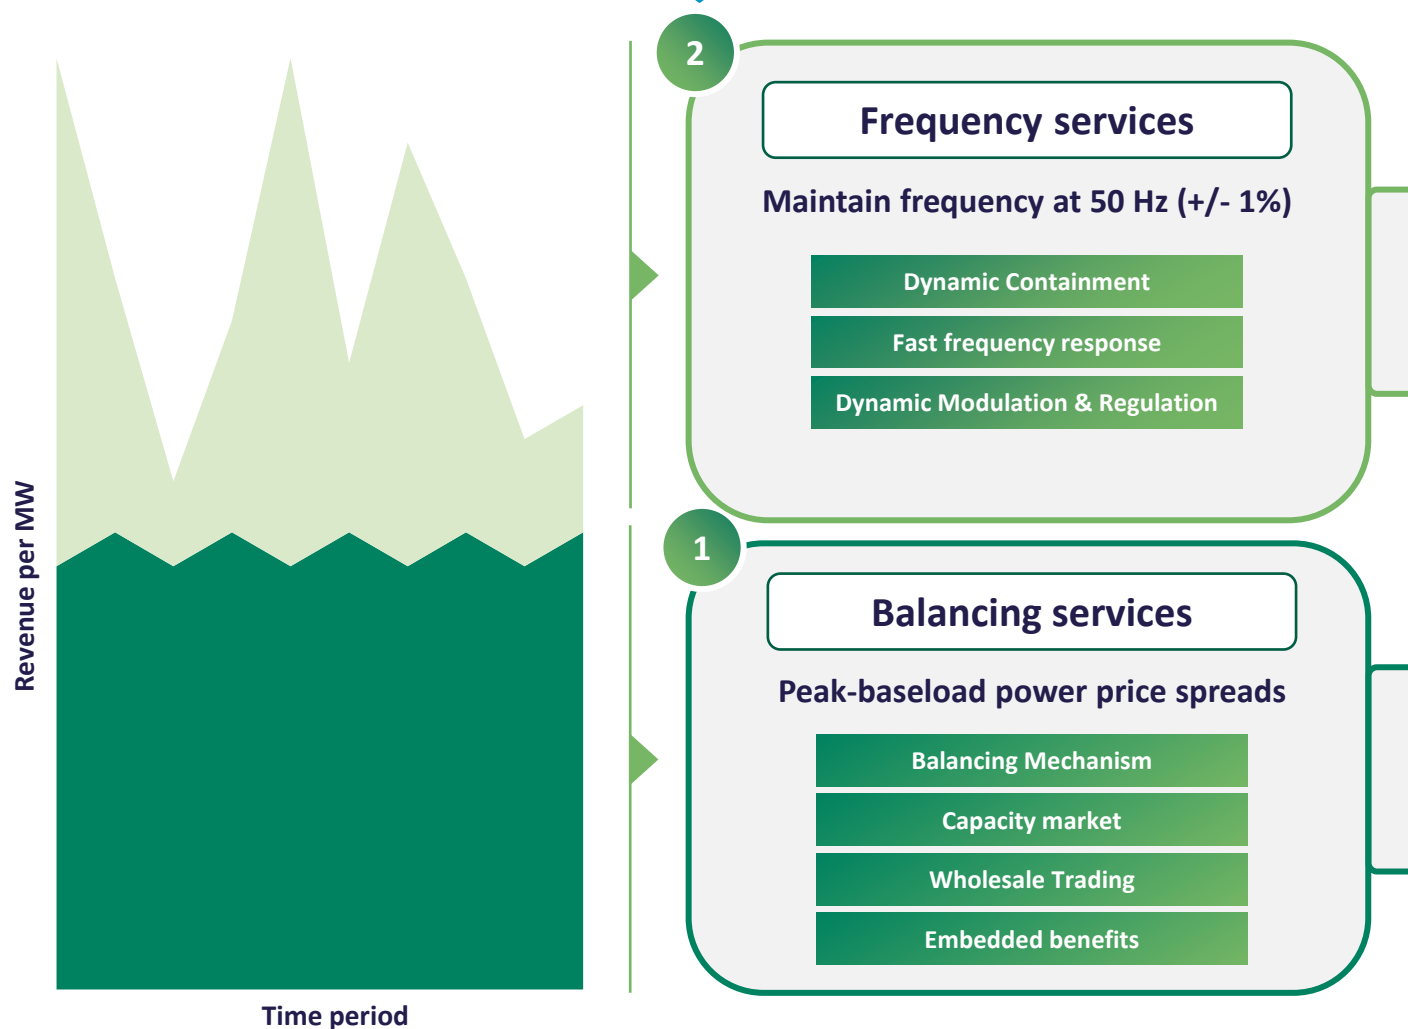 Revenue per MW
Time period
2
Frequency services
Maintain frequency at 50 Hz (+/- 1%)
Dynamic Containment
Fast frequency response
Dynamic Modulation & Regulation
1
Balancing services
Peak-baseload power price spreads
Balancing Mechanism
Capacity market
Wholesale Trading
Embedded benefits